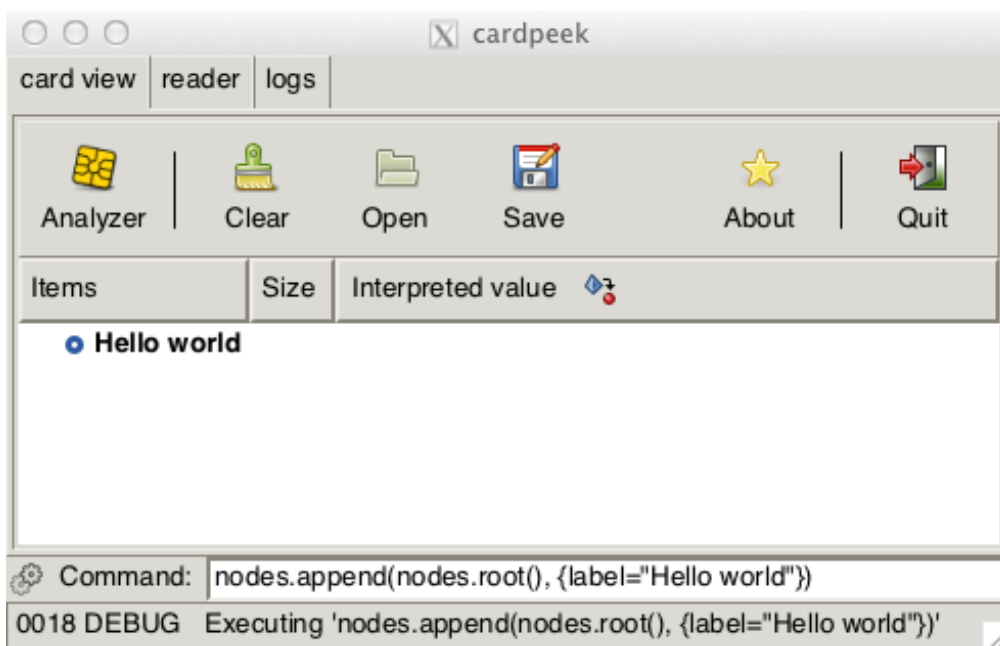 cardpeek
card view reader logs
Analyzer Clear Open Save About Quit
Items Size Interpreted value
Hello world
Command: nodes.append(nodes.root(), {label="Hello world"})
0018 DEBUG Executing 'nodes.append(nodes.root(), {label="Hello world"})'